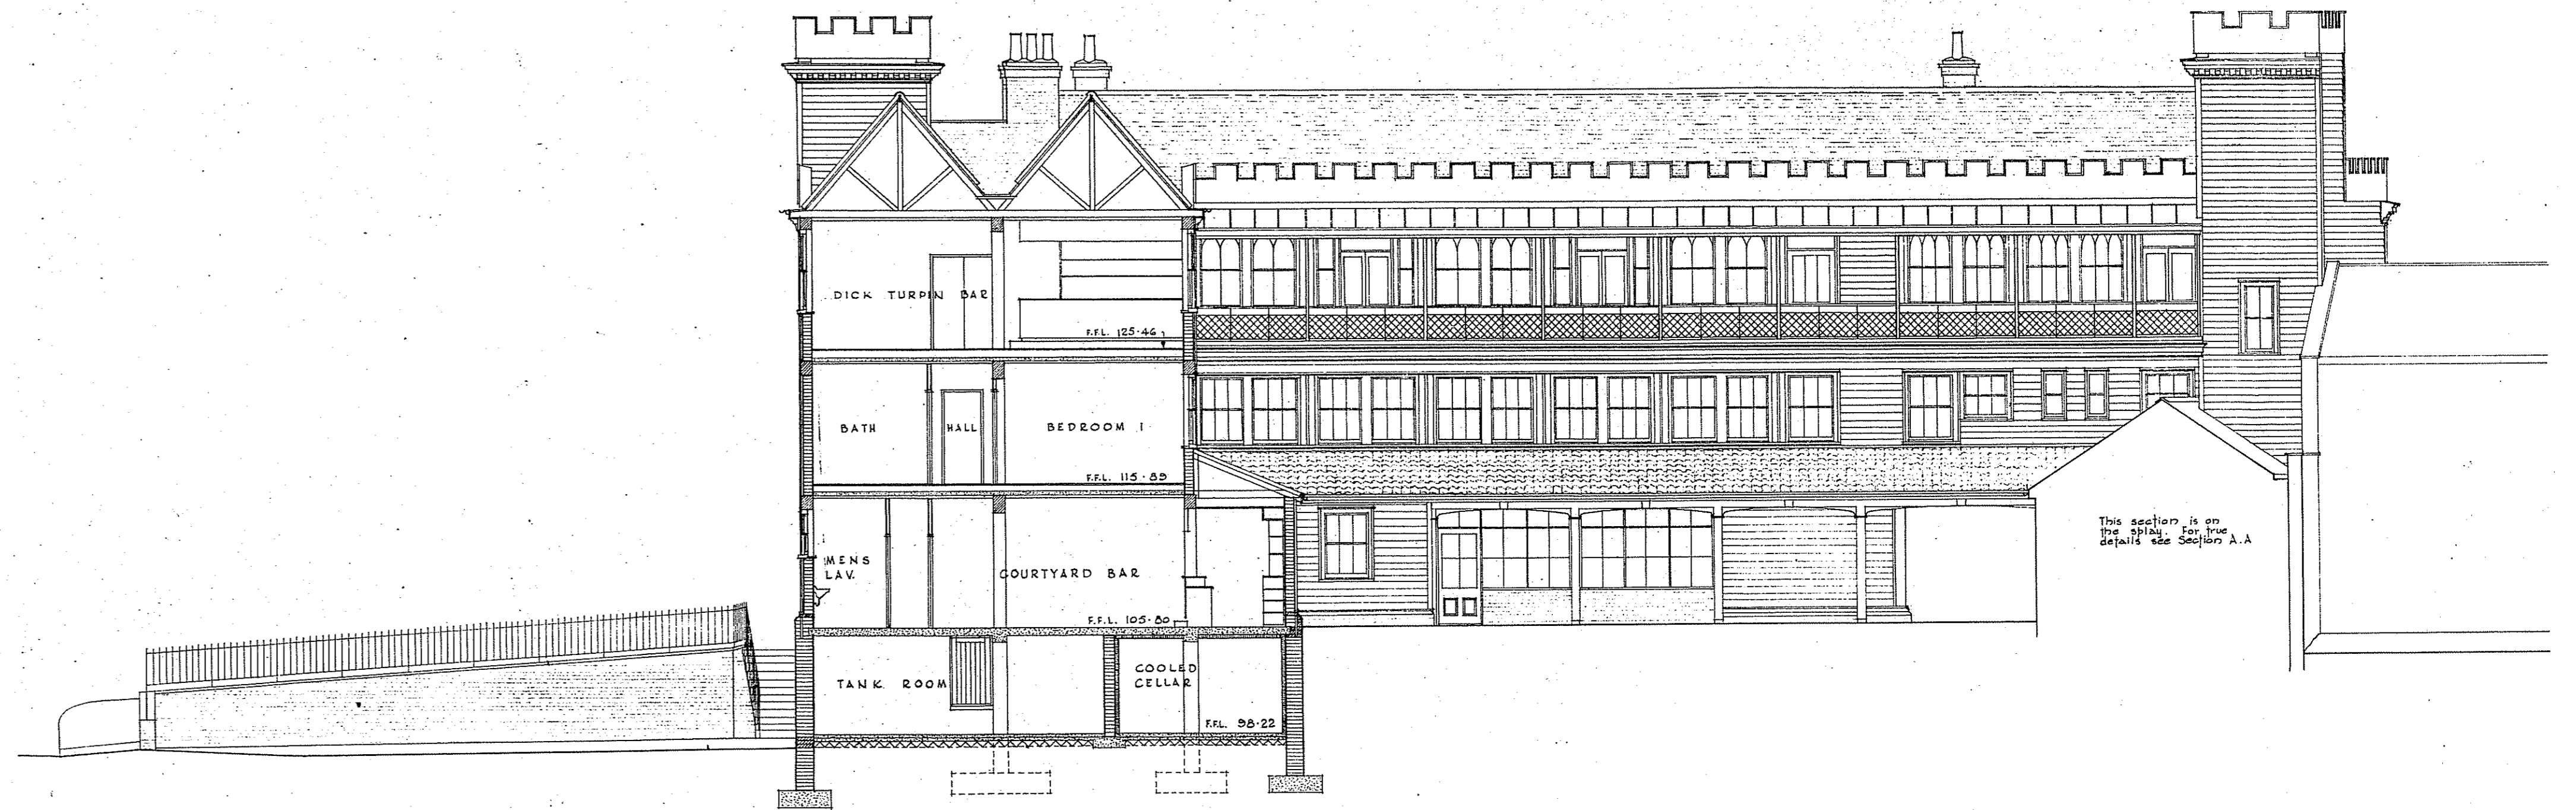 DICK TURPIN BAR
F.F.L. 125·46
BATH
HALL
BEDROOM 1
F.F.L. 115·89
MENS
LAV.
COURTYARD BAR
F.F.L. 105·80
This section is on
the splay. For true
details see Section A.A
TANK ROOM
COOLED
CELLAR
F.F.L. 98·22